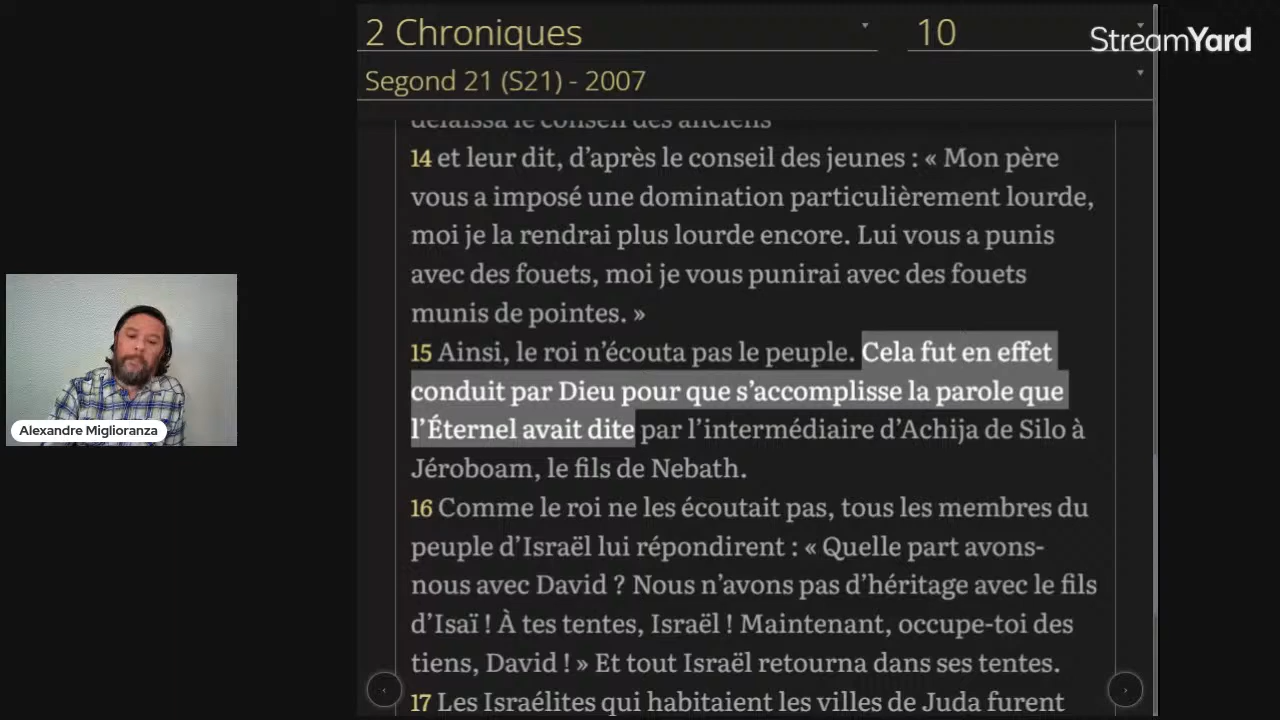 2 Chroniques
10
StreamYard
Segond 21 (S21) - 2007
délaissa le conseil des anciens
14 et leur dit, d’après le conseil des jeunes : « Mon père
vous a imposé une domination particulièrement lourde,
moi je la rendrai plus lourde encore. Lui vous a punis
avec des fouets, moi je vous punirai avec des fouets
munis de pointes. »
15 Ainsi, le roi n’écouta pas le peuple. Cela fut en effet
conduit par Dieu pour que s’accomplisse la parole que
l’Éternel avait dite par l’intermédiaire d’Achija de Silo à
Jéroboam, le fils de Nebath.
16 Comme le roi ne les écoutait pas, tous les membres du
peuple d’Israël lui répondirent : « Quelle part avons-
nous avec David ? Nous n’avons pas d’héritage avec le fils
d’Isaï ! À tes tentes, Israël ! Maintenant, occupe-toi des
tiens, David ! » Et tout Israël retourna dans ses tentes.
17 Les Israélites qui habitaient les villes de Juda furent
Alexandre Miglioranza